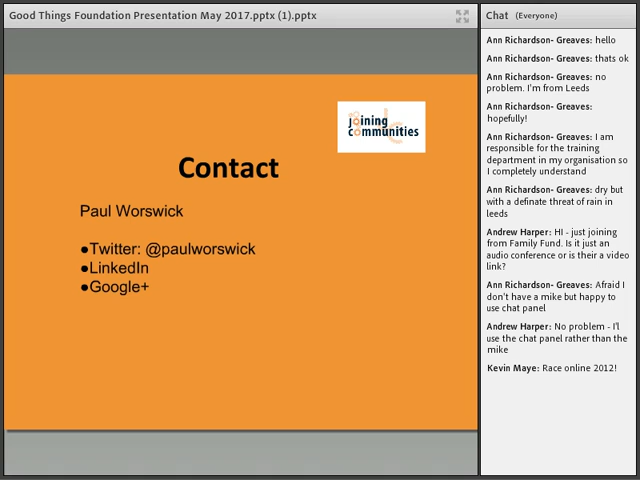 Good Things Foundation Presentation May 2017.pptx (1).pptx
joining
communities
Contact
Paul Worswick
●Twitter: @paulworswick
●LinkedIn
●Google+
Chat (Everyone)
Ann Richardson- Greaves: hello
Ann Richardson- Greaves: thats ok
Ann Richardson- Greaves: no
problem. I'm from Leeds
Ann Richardson- Greaves:
hopefully!
Ann Richardson- Greaves: I am
responsible for the training
department in my organisation so
I completely understand
Ann Richardson- Greaves: dry but
with a definate threat of rain in
leeds
Andrew Harper: HI - just joining
from Family Fund. Is it just an
audio conference or is their a video
link?
Ann Richardson- Greaves: Afraid I
don't have a mike but happy to
use chat panel
Andrew Harper: No problem - I'l
use the chat panel rather than the
mike
Kevin Maye: Race online 2012!